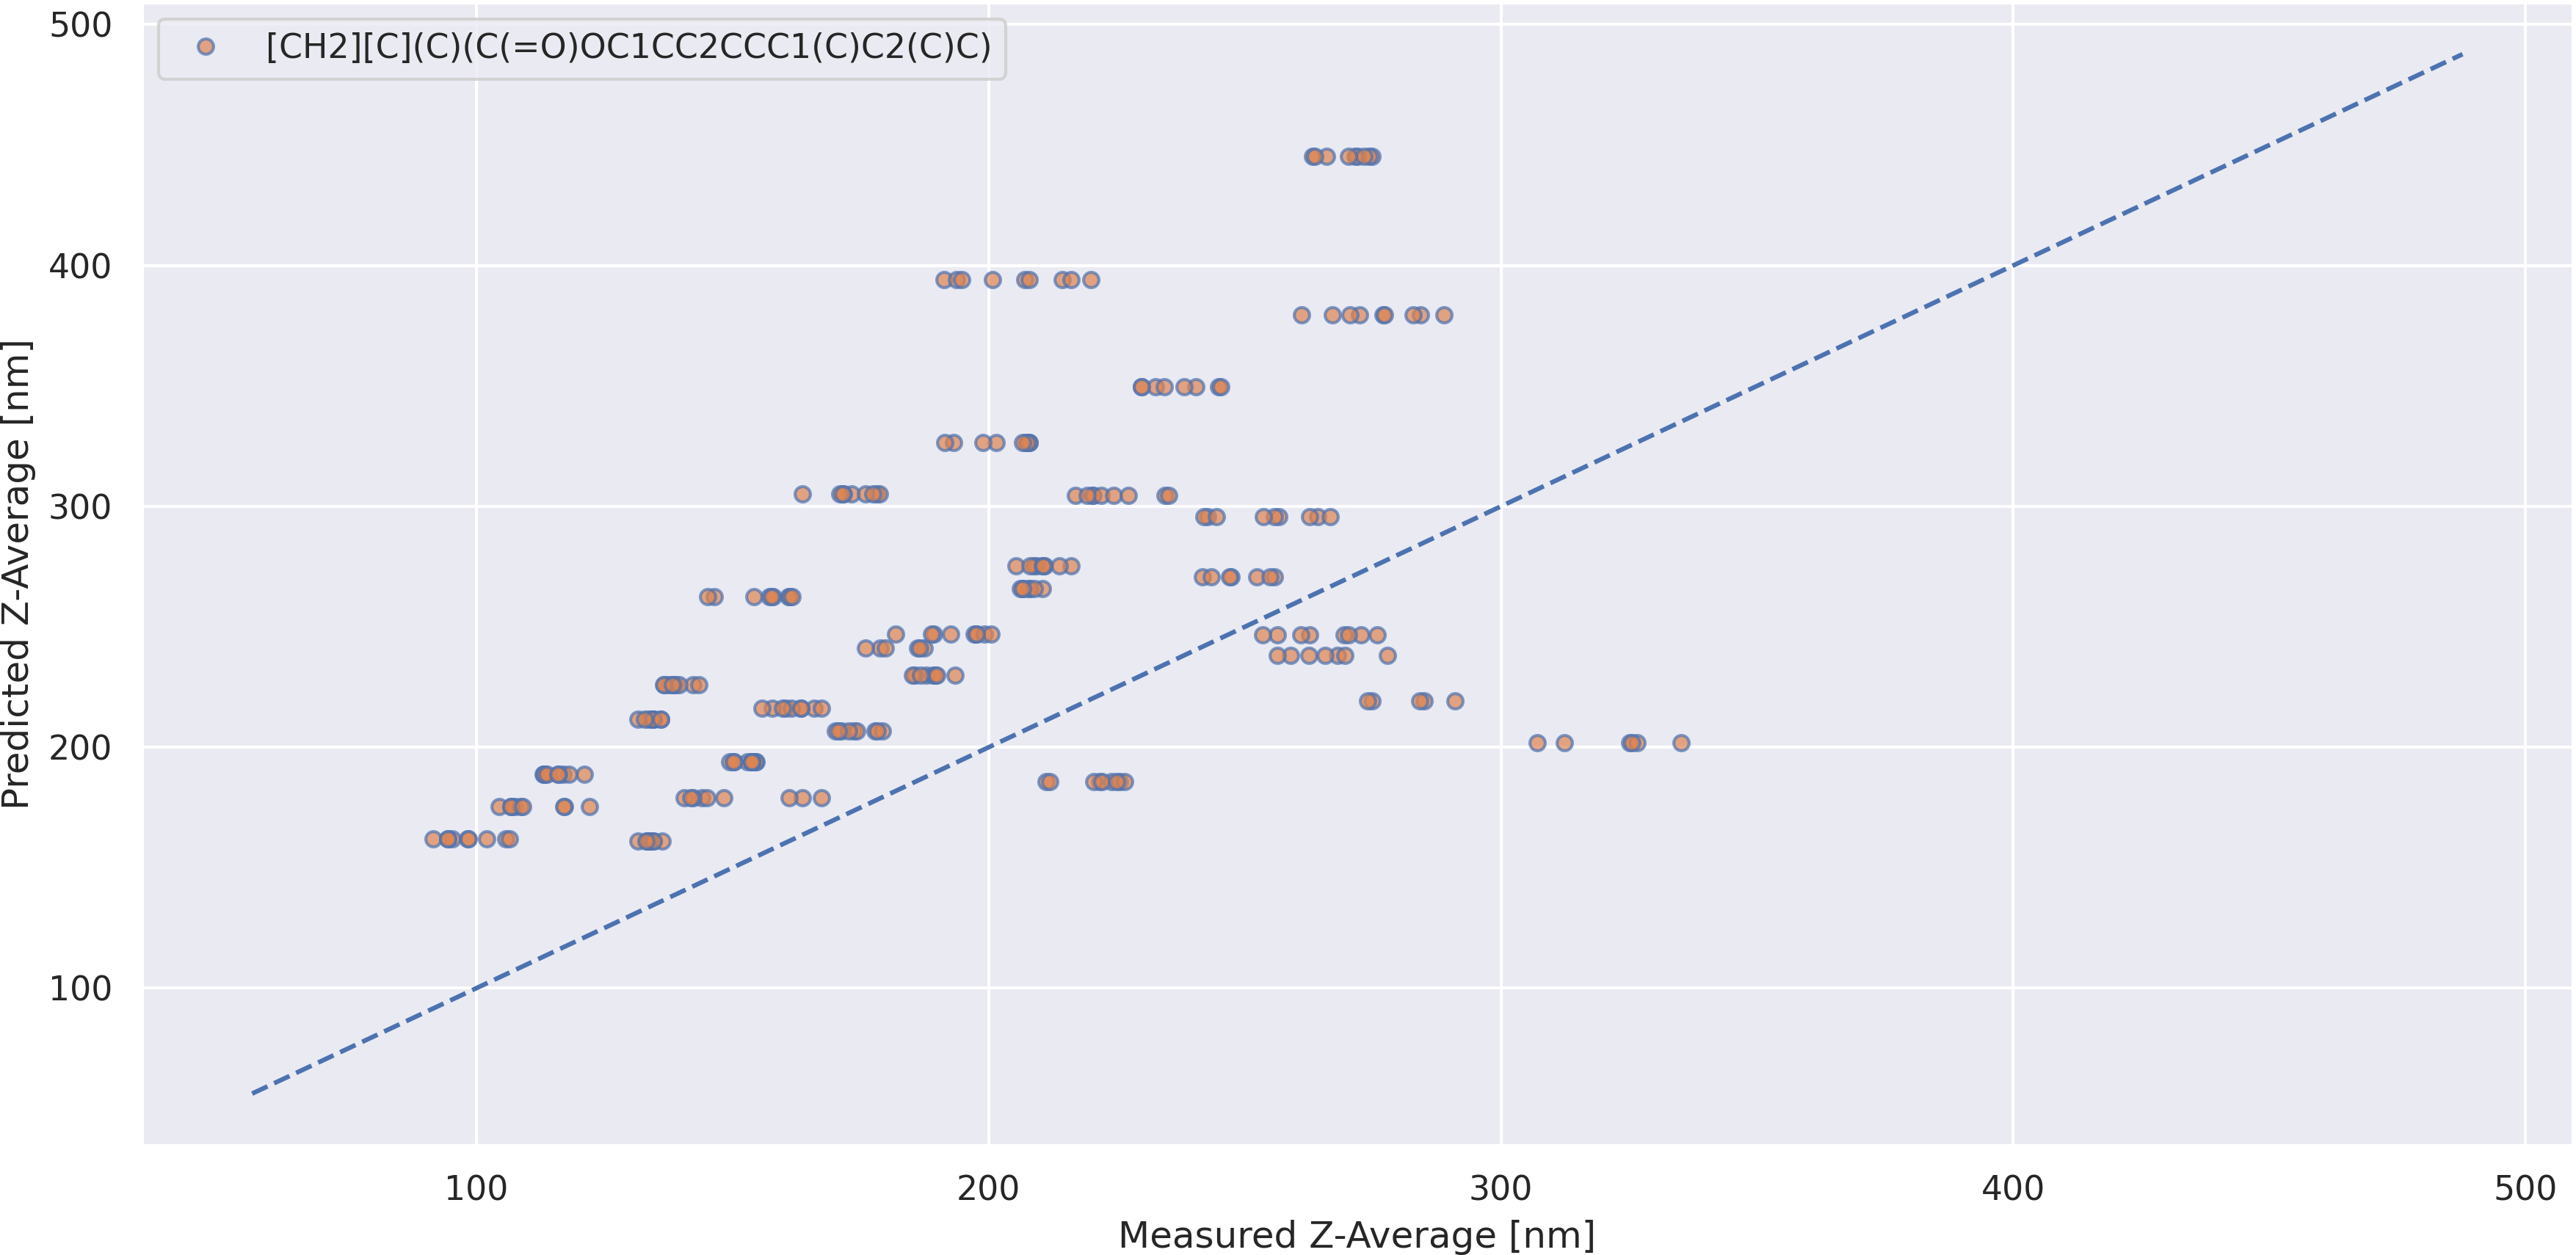 500
[CH2][C](C)(C(=O)OC1CC2CCC1(C)C2(C)C)
400
300
200
100
Predicted Z-Average [nm]
100 200 300 400 500
Measured Z-Average [nm]